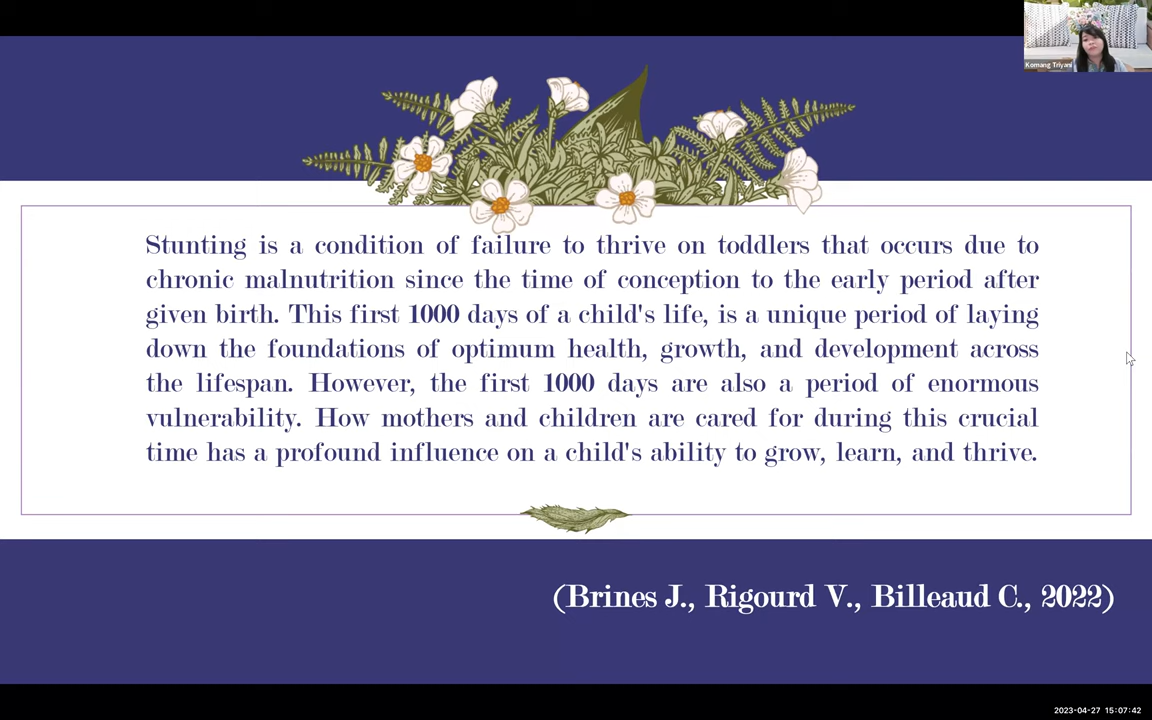 Komang Triyani
Stunting is a condition of failure to thrive on toddlers that occurs due to
chronic malnutrition since the time of conception to the early period after
given birth. This first 1000 days of a child's life, is a unique period of laying
down the foundations of optimum health, growth, and development across
the lifespan. However, the first 1000 days are also a period of enormous
vulnerability. How mothers and children are cared for during this crucial
time has a profound influence on a child's ability to grow, learn, and thrive.
(Brines J., Rigourd V., Billeaud C., 2022)
2023-04-27 15:07:42